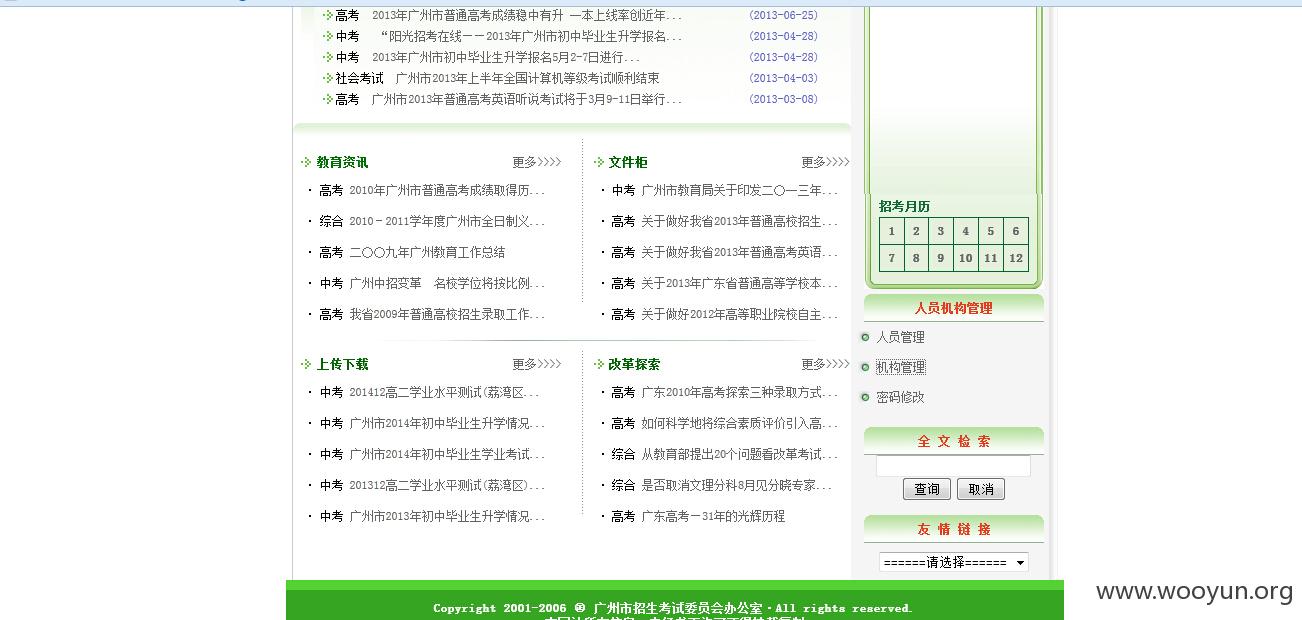 高考 2013年广州市普通高考成绩稳中有升 一本上线率创近年... (2013-06-25)
中考 “阳光招考在线——2013年广州市初中毕业生升学报名... (2013-04-28)
中考 2013年广州市初中毕业生升学报名5月2-7日进行... (2013-04-28)
社会考试 广州市2013年上半年全国计算机等级考试顺利结束 (2013-04-03)
高考 广州市2013年普通高考英语听说考试将于3月9-11日举行... (2013-03-08)
教育资讯 更多>>>>
高考 2010年广州市普通高考成绩取得历...
综合 2010－2011学年度广州市全日制义...
高考 二〇〇九年广州教育工作总结
中考 广州中招变革　名校学位将按比例...
高考 我省2009年普通高校招生录取工作...
文件柜 更多>>>>
中考 广州市教育局关于印发二〇一三年...
高考 关于做好我省2013年普通高校招生...
高考 关于做好我省2013年普通高考英语...
高考 关于2013年广东省普通高等学校本...
高考 关于做好2012年高等职业院校自主...
上传下载 更多>>>>
中考 201412高二学业水平测试(荔湾区...
中考 广州市2014年初中毕业生升学情况...
中考 广州市2014年初中毕业生学业考试...
中考 201312高二学业水平测试(荔湾区)...
中考 广州市2013年初中毕业生升学情况...
改革探索 更多>>>>
高考 广东2010年高考探索三种录取方式...
高考 如何科学地将综合素质评价引入高...
综合 从教育部提出20个问题看改革考试...
综合 是否取消文理分科8月见分晓专家...
高考 广东高考－31年的光辉历程
招考月历
1 2 3 4 5 6
7 8 9 10 11 12
人员机构管理
人员管理
机构管理
密码修改
全 文 检 索
查询 取消
友 情 链 接
======请选择======
www.wooyun.org
Copyright 2001-2006 ® 广州市招生考试委员会办公室·All rights reserved.